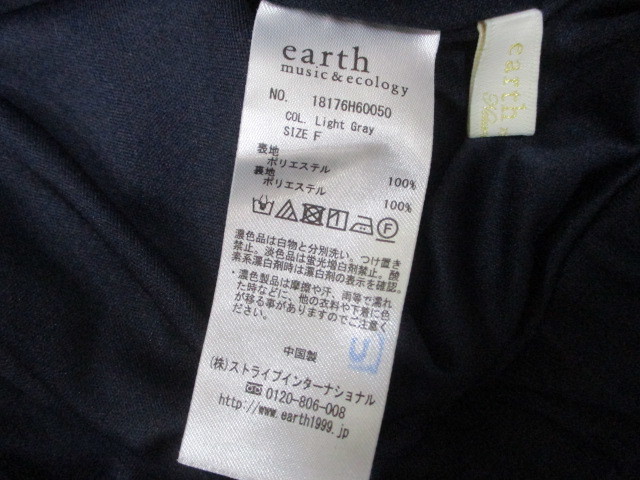 earth
music&ecology
NO. 18176H60050
COL. Light Gray
SIZE F
表地
ポリエステル 100%
裏地
ポリエステル 100%
F
濃色品は白物と分別洗い。つけ置き
禁止。淡色品は蛍光増白剤禁止。酸
素系漂白剤時は漂白剤の表示を確認。
・濃色製品は摩擦や汗、雨等で濡れ
た時などに、他の衣料や下着に色
が移る事がありますのでご注意くだ
さい。
中国製
(株)ストライプインターナショナル
0120-806-008
http://www.earth1999.jp
earth